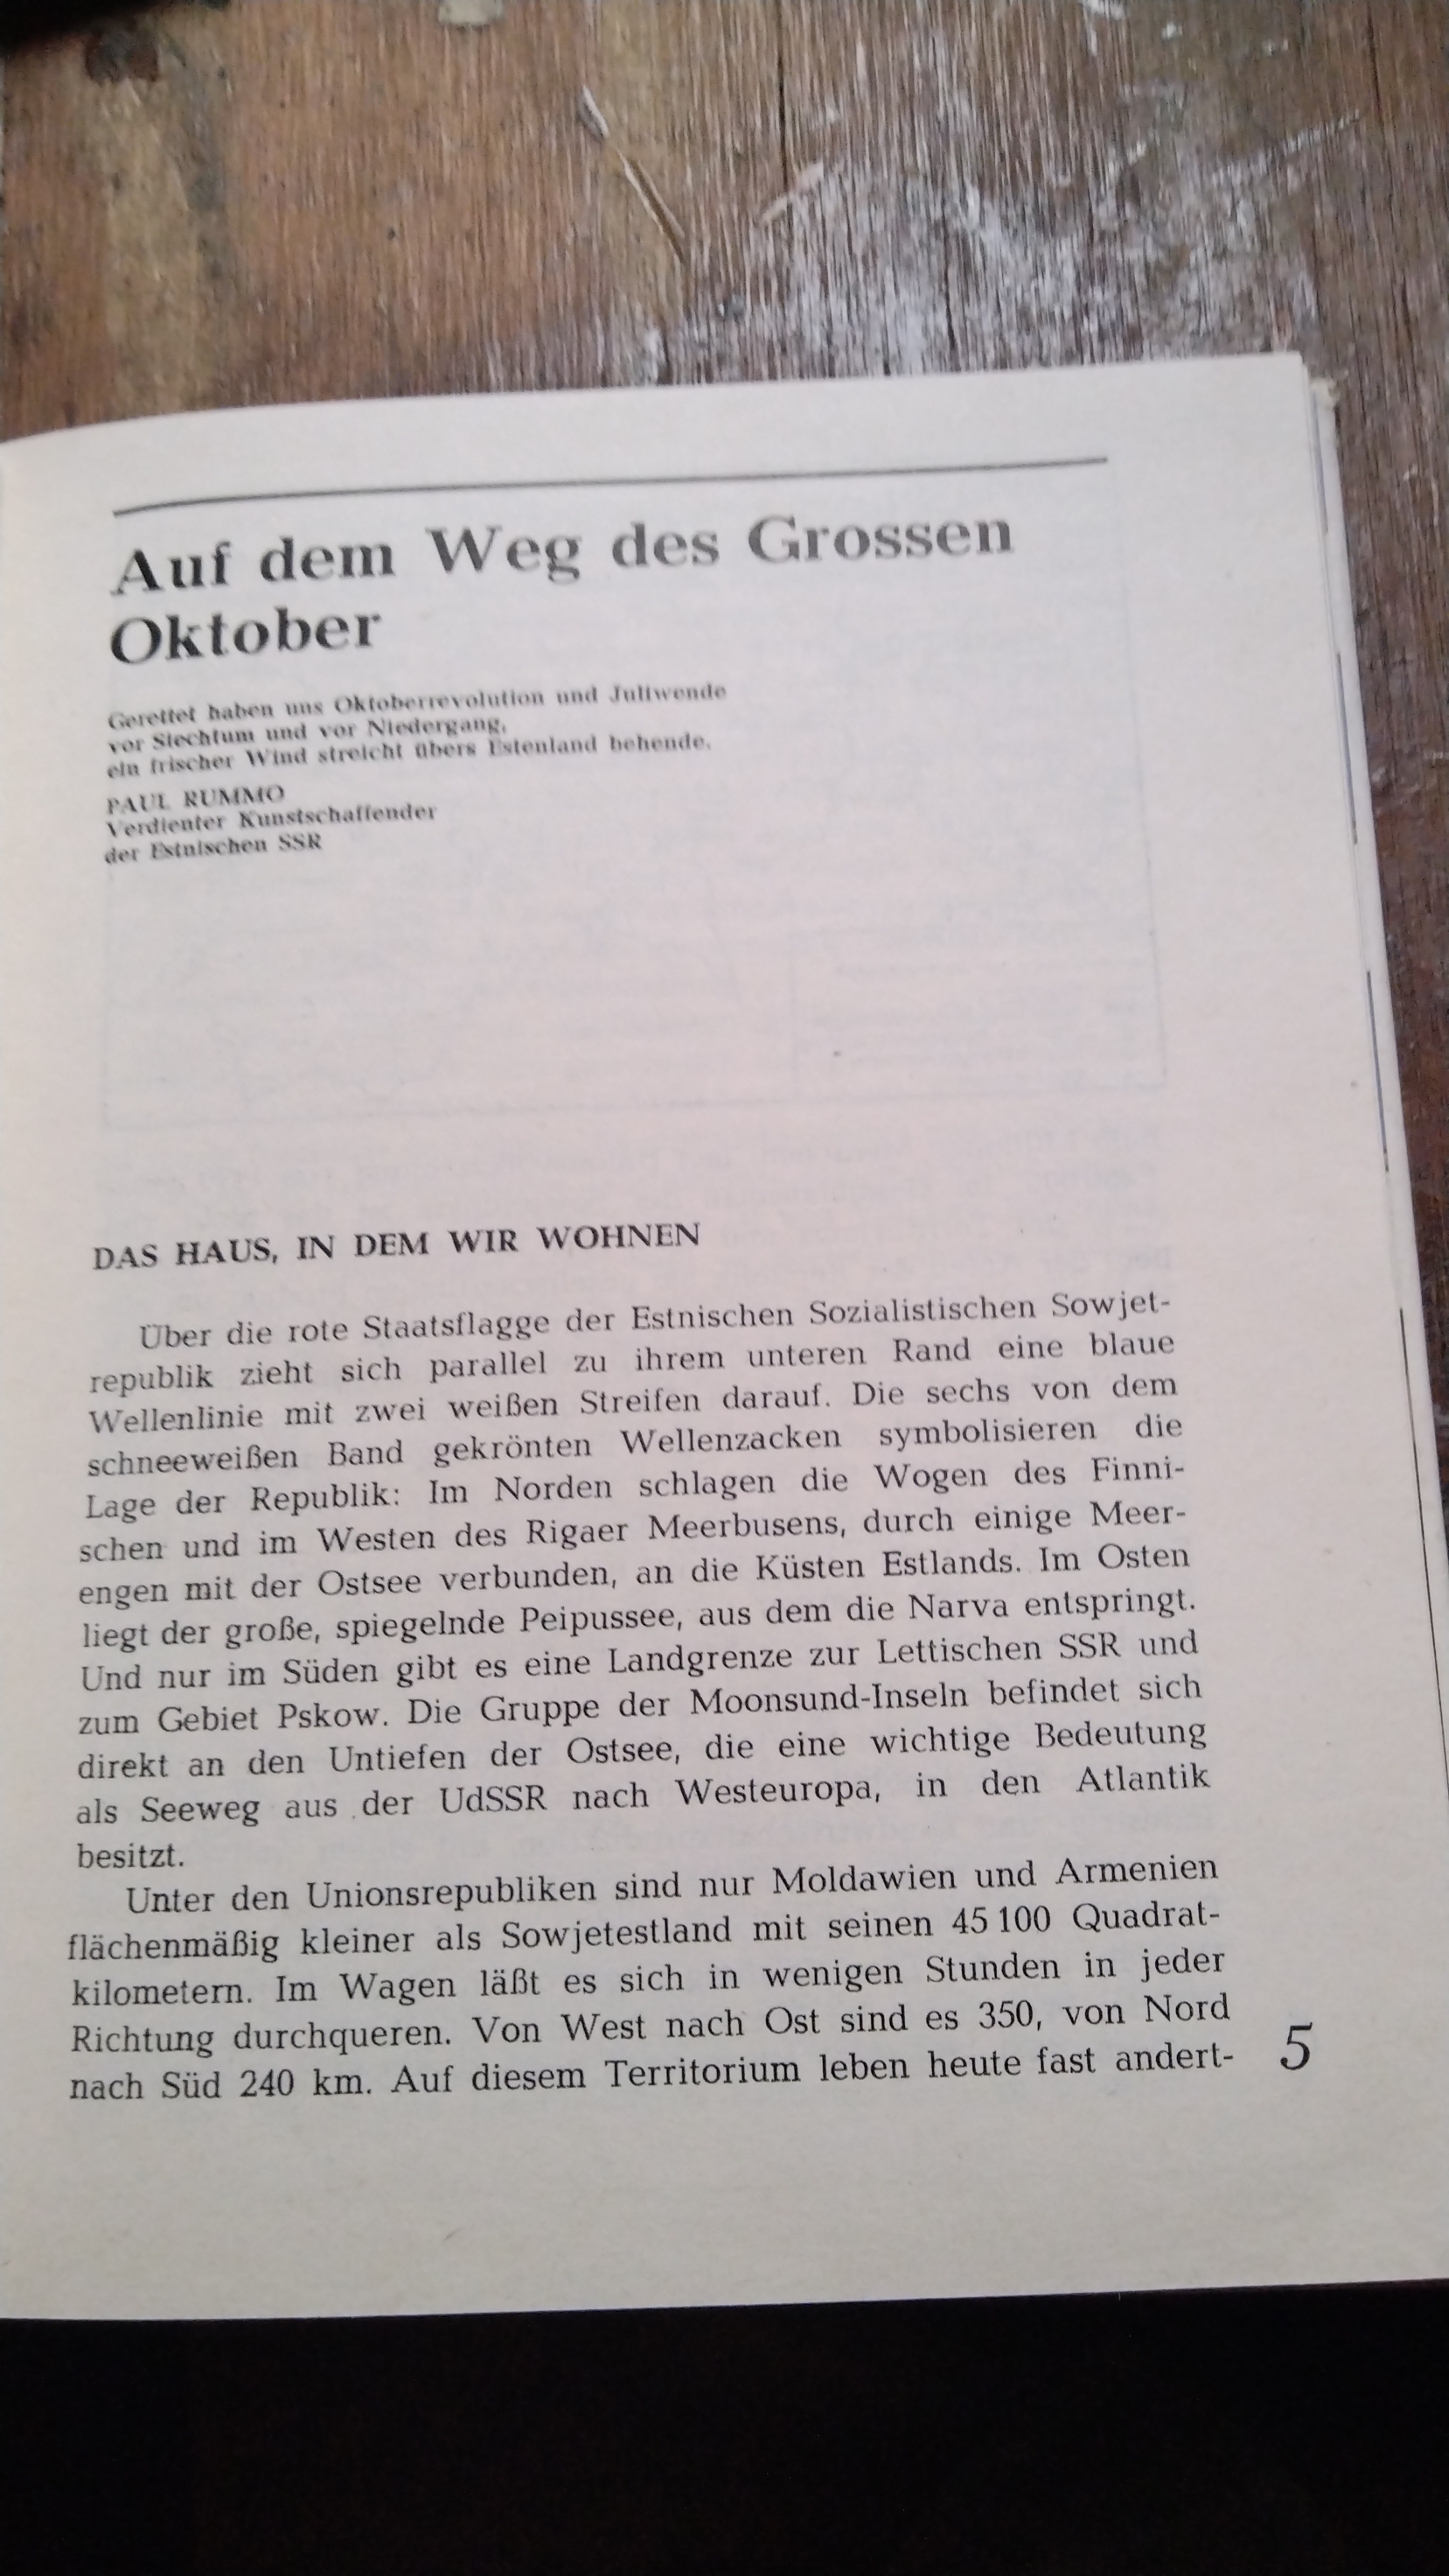 Auf dem Weg des Grossen
Oktober
Gerettet haben uns Oktoberrevolution und Juliwende
vor Siechtum und vor Niedergang,
ein frischer Wind streicht übers Estenland behende.
PAUL RUMMO
Verdienter Kunstschaffender
der Estnischen SSR
DAS HAUS, IN DEM WIR WOHNEN
Über die rote Staatsflagge der Estnischen Sozialistischen Sowjet-
republik zieht sich parallel zu ihrem unteren Rand eine blaue
Wellenlinie mit zwei weißen Streifen darauf. Die sechs von dem
schneeweißen Band gekrönten Wellenzacken symbolisieren die
Lage der Republik: Im Norden schlagen die Wogen des Finni-
schen und im Westen des Rigaer Meerbusens, durch einige Meer-
engen mit der Ostsee verbunden, an die Küsten Estlands. Im Osten
liegt der große, spiegelnde Peipussee, aus dem die Narva entspringt.
Und nur im Süden gibt es eine Landgrenze zur Lettischen SSR und
zum Gebiet Pskow. Die Gruppe der Moonsund-Inseln befindet sich
direkt an den Untiefen der Ostsee, die eine wichtige Bedeutung
als Seeweg aus der UdSSR nach Westeuropa, in den Atlantik
besitzt.
Unter den Unionsrepubliken sind nur Moldawien und Armenien
flächenmäßig kleiner als Sowjetestland mit seinen 45 100 Quadrat-
kilometern. Im Wagen läßt es sich in wenigen Stunden in jeder
Richtung durchqueren. Von West nach Ost sind es 350, von Nord
nach Süd 240 km. Auf diesem Territorium leben heute fast andert-
5